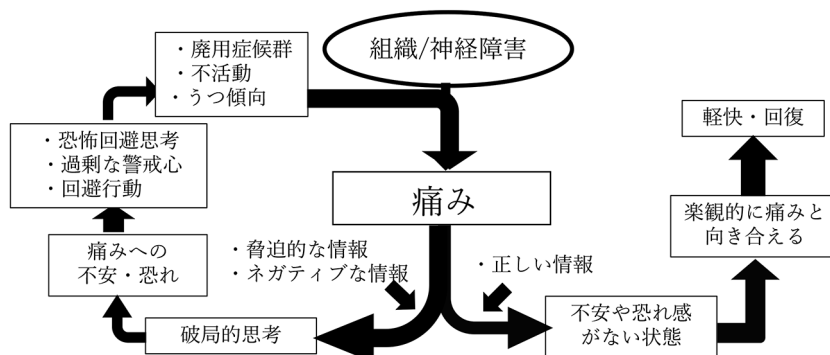 組織/神経障害
・廃用症候群
・不活動
・うつ傾向
・恐怖回避思考
・過剰な警戒心
・回避行動
痛みへの
不安・恐れ
破局的思考
痛み
・脅迫的な情報
・ネガティブな情報
・正しい情報
不安や恐れ感
がない状態
楽観的に痛みと
向き合える
軽快・回復